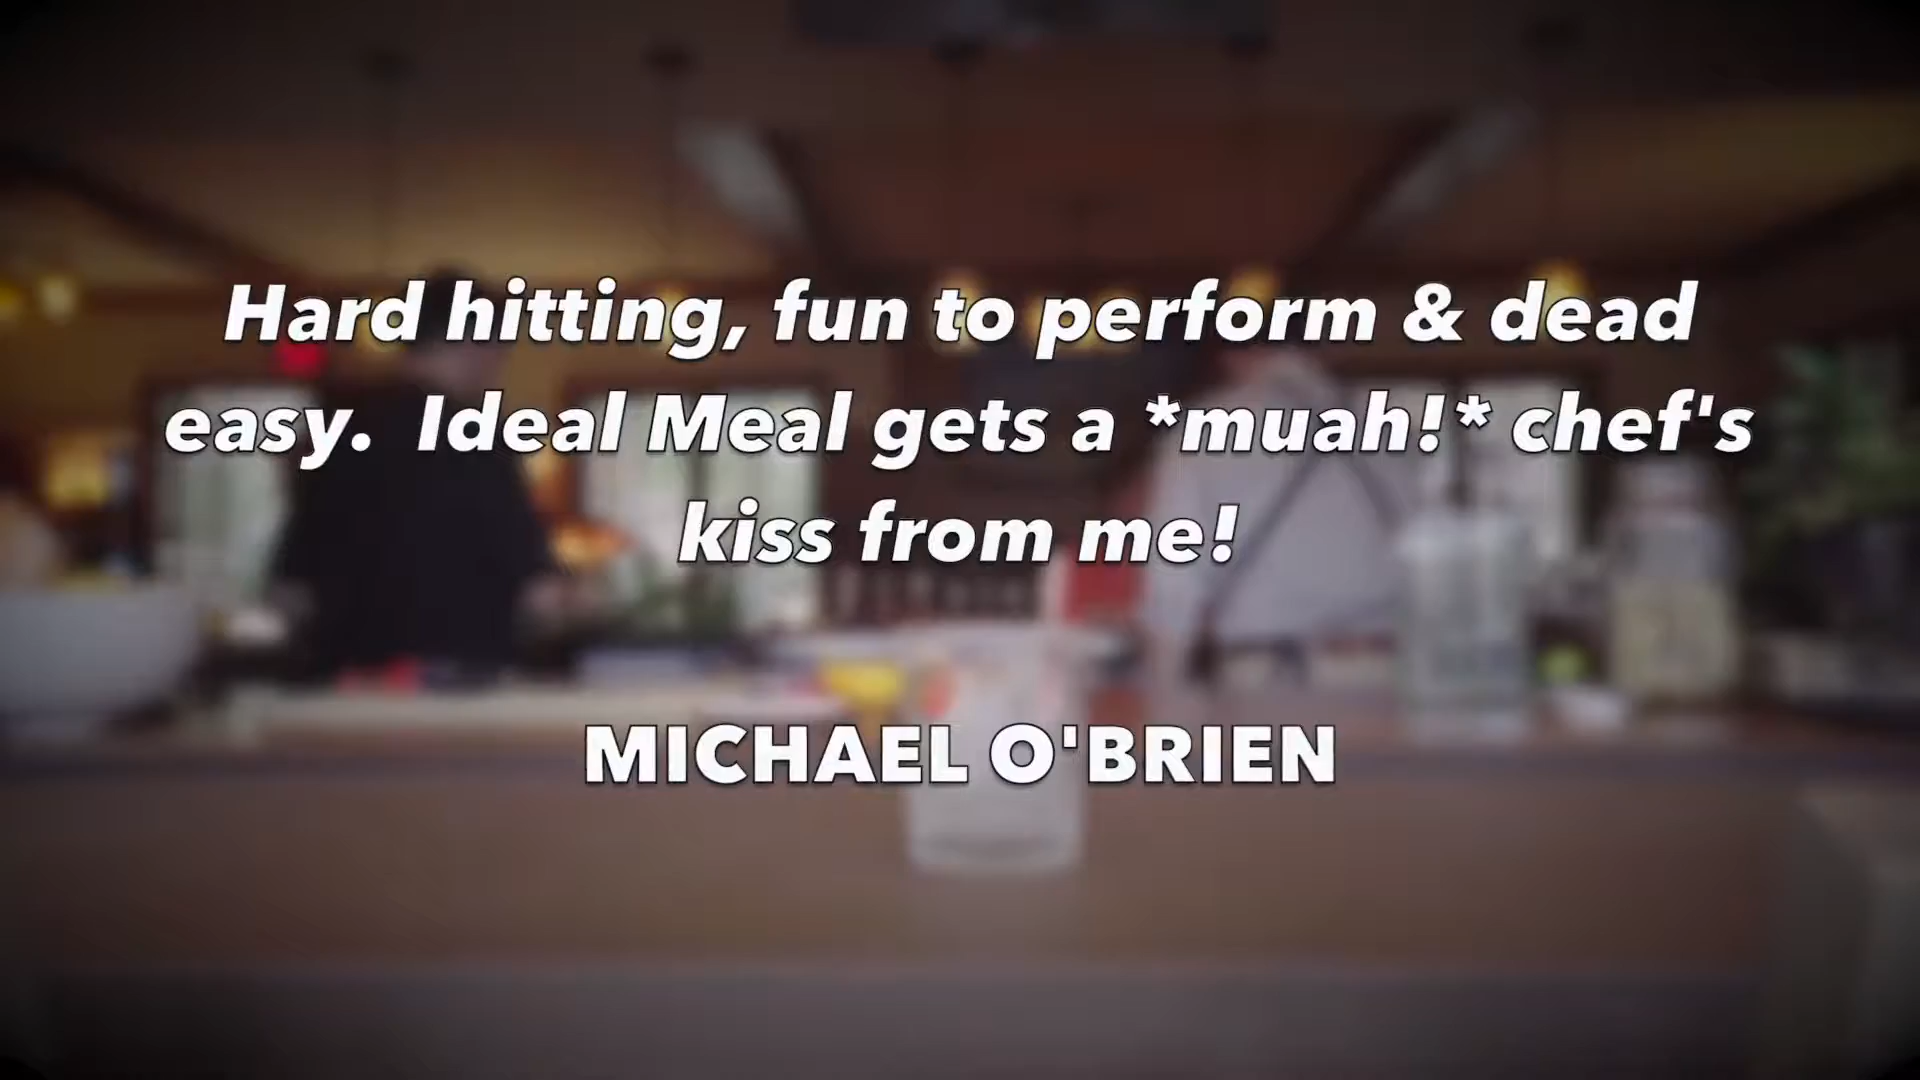 Hard hitting, fun to perform & dead
easy.  Ideal Meal gets a *muah!* chef's
kiss from me!
MICHAEL O'BRIEN